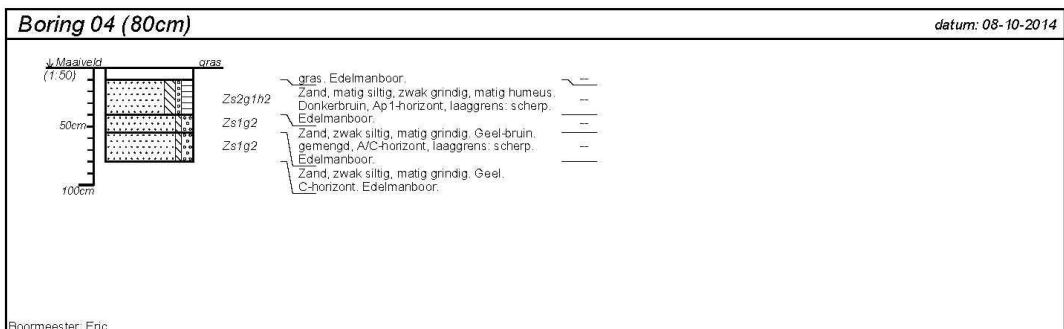 Boring 04 (80cm)
datum: 08-10-2014
Maaiveld
gras
(1:50)
gras. Edelmanboor.
Zs2g1h2
Zand, matig siltig, zwak grindig, matig humeus.
Donkerbruin, Ap1-horizont, laaggrens: scherp.
Edelmanboor.
50cm
Zs1g2
Zand, zwak siltig, matig grindig. Geel-bruin.
gemengd, A/C-horizont, laaggrens: scherp.
Zs1g2
Edelmanboor.
Zand, zwak siltig, matig grindig. Geel.
C-horizont. Edelmanboor.
100cm
Boormeester: Eric